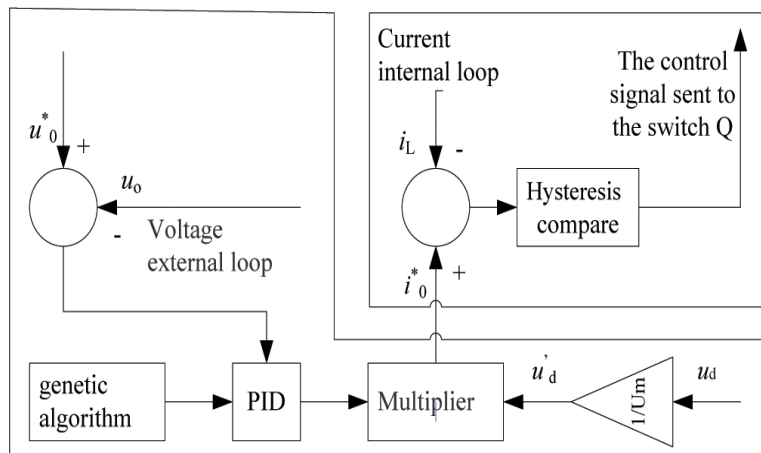 Current
internal loop
The control
signal sent to
the switch Q
u*0
+
iL
-
uo
-
Voltage
external loop
Hysteresis
compare
i*0
+
genetic
algorithm
PID
Multiplier
u'd
1/Um
ud